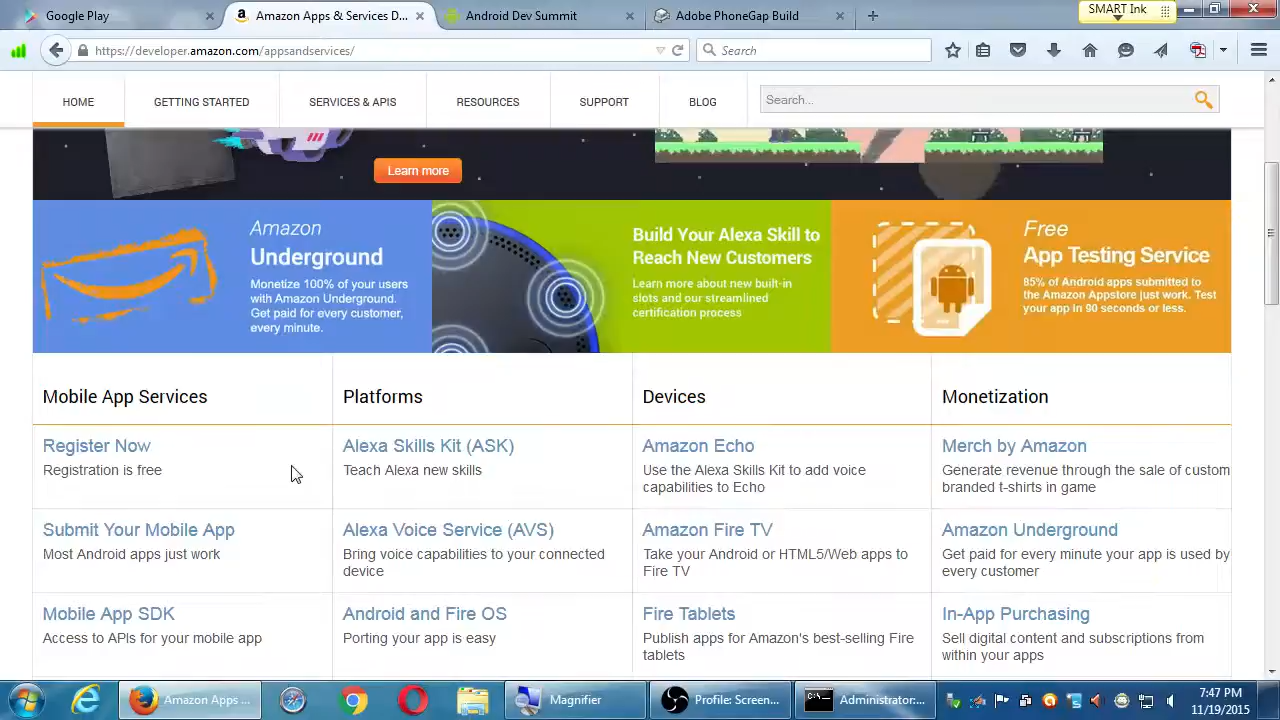 Google Play
Amazon Apps & Services D...
Android Dev Summit
Adobe PhoneGap Build
SMART Ink
https://developer.amazon.com/appsandservices/
Search
HOME
GETTING STARTED
SERVICES & APIS
RESOURCES
SUPPORT
BLOG
Search...
Learn more
Amazon
Underground
Monetize 100% of your users
with Amazon Underground.
Get paid for every customer,
every minute.
Build Your Alexa Skill to
Reach New Customers
Learn more about new built-in
slots and our streamlined
certification process
Free
App Testing Service
85% of Android apps submitted to
the Amazon Appstore just work. Test
your app in 90 seconds or less.
Mobile App Services
Register Now
Registration is free
Submit Your Mobile App
Most Android apps just work
Mobile App SDK
Access to APIs for your mobile app
Platforms
Alexa Skills Kit (ASK)
Teach Alexa new skills
Alexa Voice Service (AVS)
Bring voice capabilities to your connected
device
Android and Fire OS
Porting your app is easy
Devices
Amazon Echo
Use the Alexa Skills Kit to add voice
capabilities to Echo
Amazon Fire TV
Take your Android or HTML5/Web apps to
Fire TV
Fire Tablets
Publish apps for Amazon's best-selling Fire
tablets
Monetization
Merch by Amazon
Generate revenue through the sale of custom
branded t-shirts in game
Amazon Underground
Get paid for every minute your app is used by
every customer
In-App Purchasing
Sell digital content and subscriptions from
within your apps
Amazon Apps ...
Magnifier
Profile: Screen...
Administrator:...
7:47 PM
11/19/2015